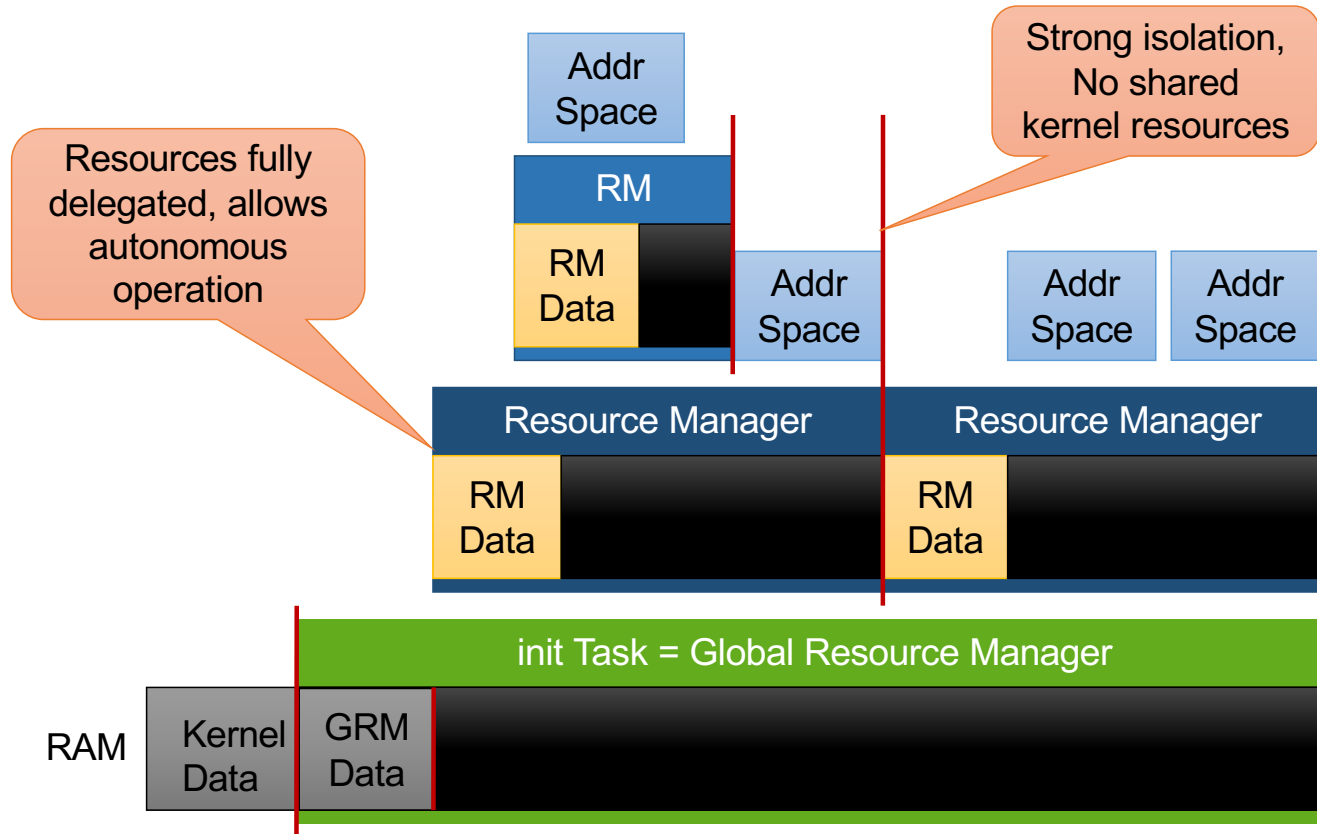 Addr
Space
Strong isolation,
No shared
kernel resources
Resources fully
delegated, allows
autonomous
operation
RM
RM
Data
Addr
Space
Addr
Space
Addr
Space
Resource Manager
Resource Manager
RM
Data
RM
Data
init Task = Global Resource Manager
RAM
Kernel
Data
GRM
Data